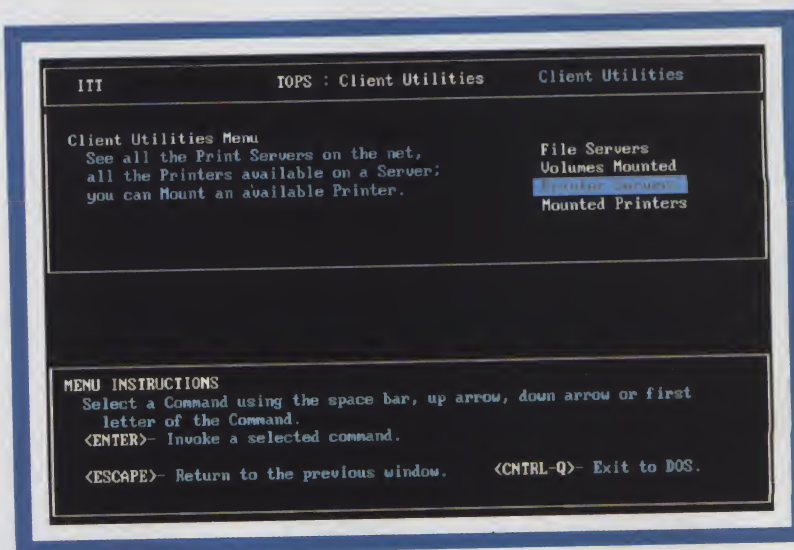 ITT TOPS : Client Utilities Client Utilities
Client Utilities Menu
See all the Print Servers on the net,
all the Printers available on a Server;
you can Mount an available Printer.
File Servers
Volumes Mounted
Printer Servers
Mounted Printers
MENU INSTRUCTIONS
Select a Command using the space bar, up arrow, down arrow or first
letter of the Command.
<ENTER>- Invoke a selected command.
<ESCAPE>- Return to the previous window. <CNTRL-Q>- Exit to DOS.